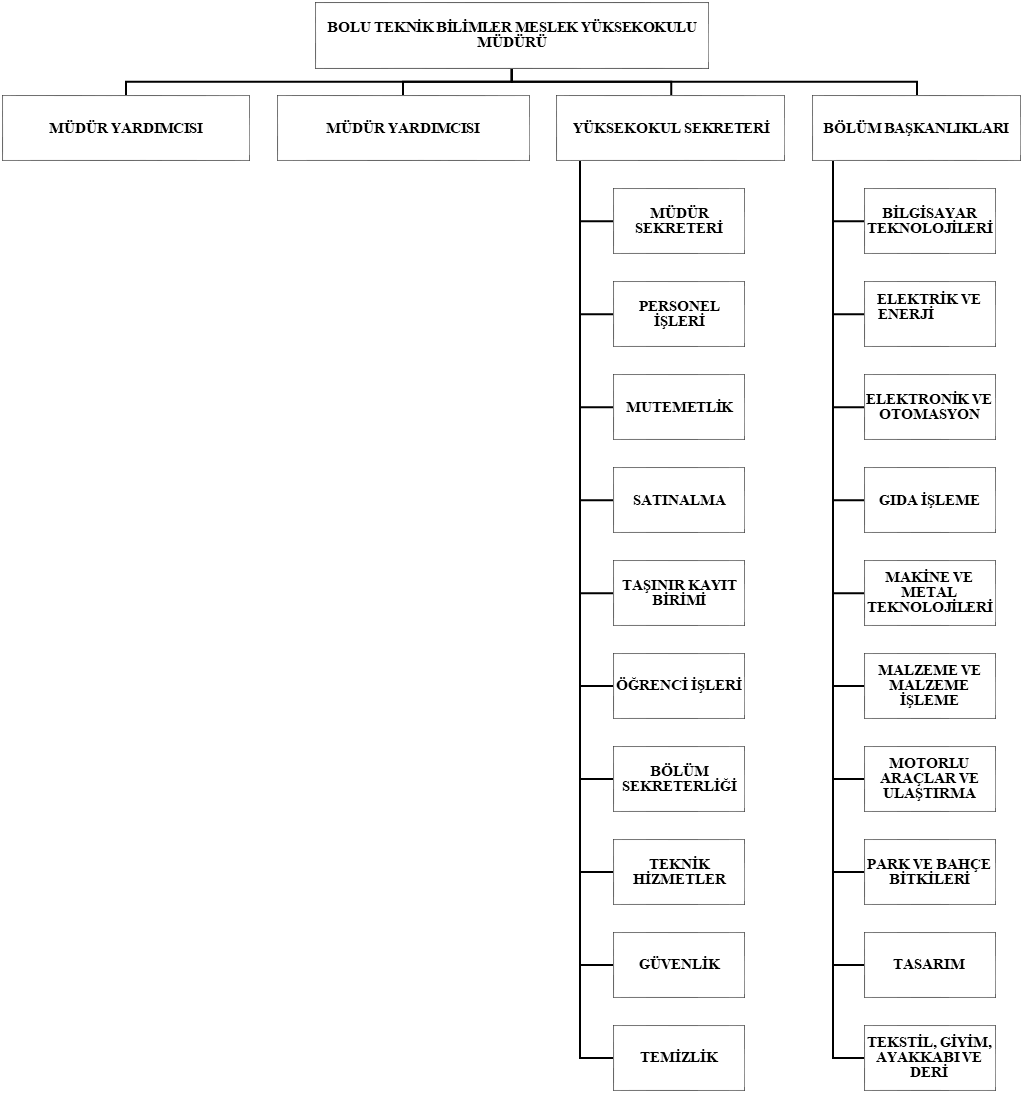 BOLU TEKNİK BİLİMLER MESLEK YÜKSEKOKULU
MÜDÜRÜ
MÜDÜR YARDIMCISI
MÜDÜR YARDIMCISI
YÜKSEKOKUL SEKRETERİ
BÖLÜM BAŞKANLIKLARI
MÜDÜR
SEKRETERİ
PERSONEL
İŞLERİ
MUTEMETLİK
SATINALMA
TAŞINIR KAYIT
BİRİMİ
ÖĞRENCİ İŞLERİ
BÖLÜM
SEKRETERLİĞİ
TEKNİK
HİZMETLER
GÜVENLİK
TEMİZLİK
BİLGİSAYAR
TEKNOLOJİLERİ
ELEKTRİK VE
ENERJİ
ELEKTRONİK VE
OTOMASYON
GIDA İŞLEME
MAKİNE VE
METAL
TEKNOLOJİLERİ
MALZEME VE
MALZEME
İŞLEME
MOTORLU
ARAÇLAR VE
ULAŞTIRMA
PARK VE BAHÇE
BİTKİLERİ
TASARIM
TEKSTİL, GİYİM,
AYAKKABI VE
DERİ